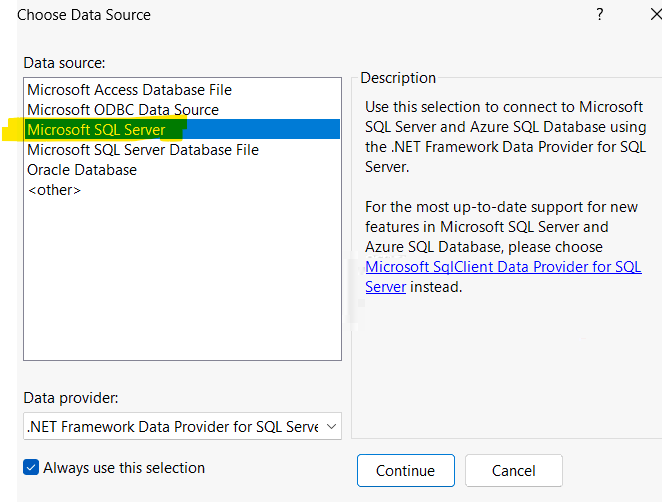 Choose Data Source
?
Data source:
Microsoft Access Database File
Microsoft ODBC Data Source
Microsoft SQL Server
Microsoft SQL Server Database File
Oracle Database
<other>
Description
Use this selection to connect to Microsoft
SQL Server and Azure SQL Database using
the .NET Framework Data Provider for SQL
Server.
For the most up-to-date support for new
features in Microsoft SQL Server and
Azure SQL Database, please choose
Microsoft SqlClient Data Provider for SQL
Server instead.
Data provider:
.NET Framework Data Provider for SQL Serve
Always use this selection
Continue
Cancel